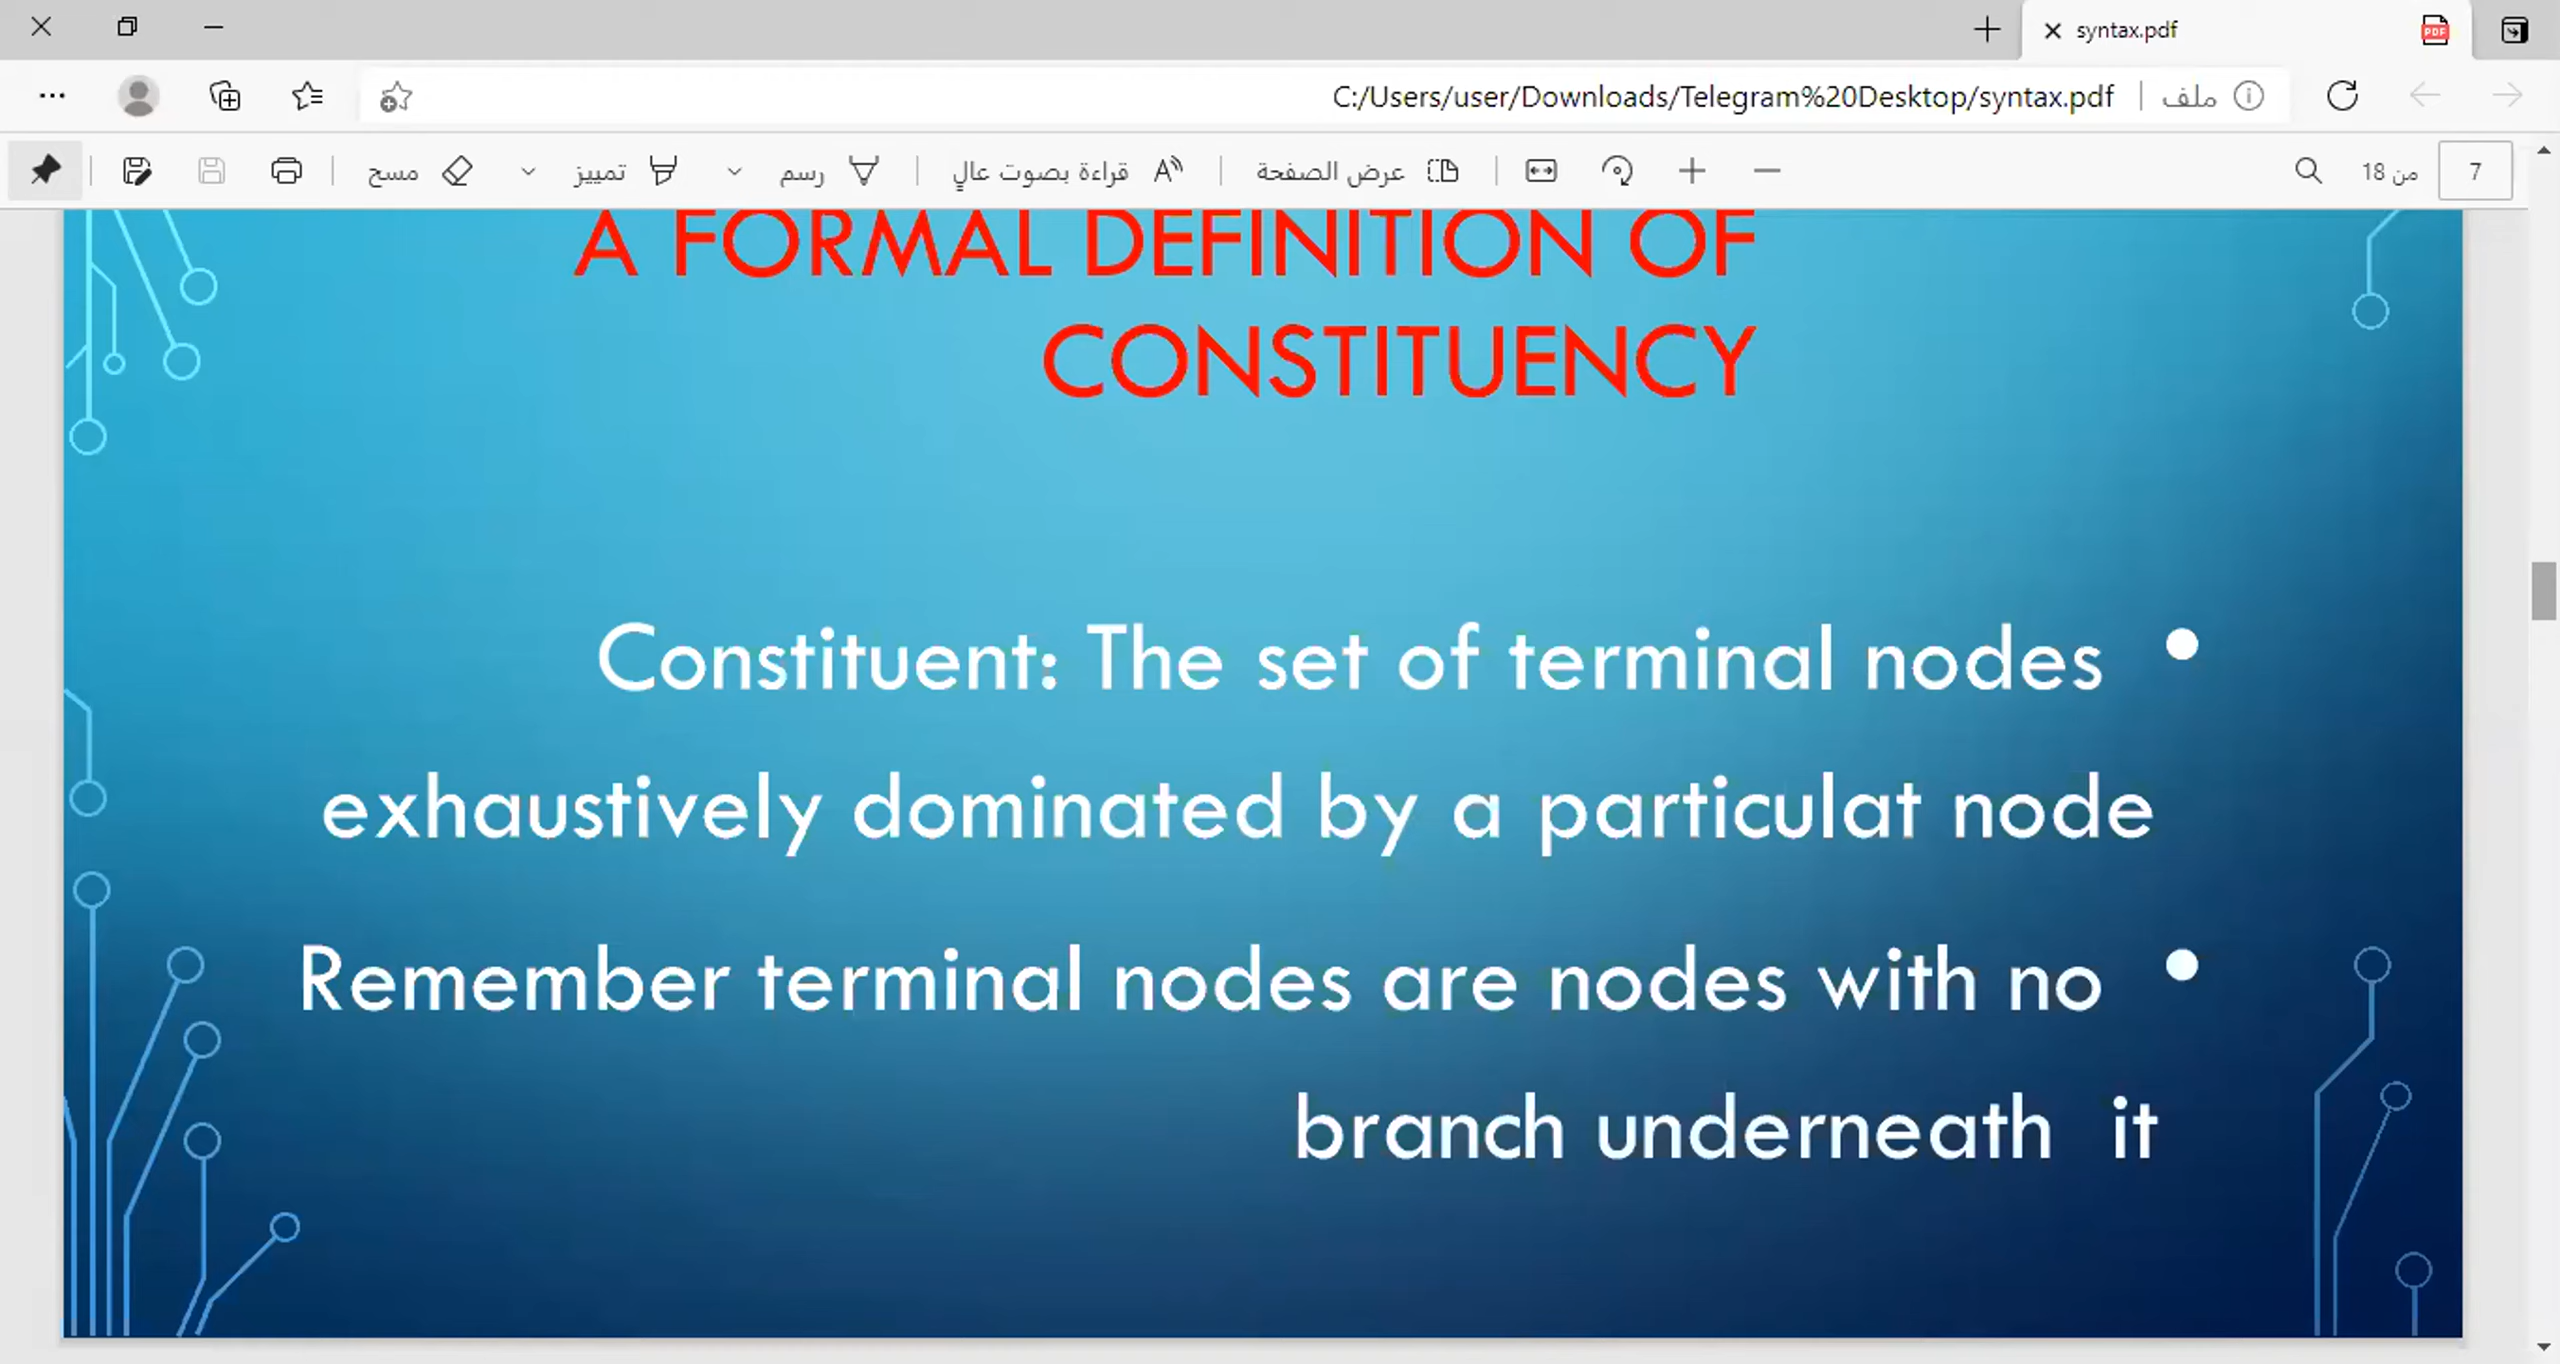 syntax.pdf
C:/Users/user/Downloads/Telegram%20Desktop/syntax.pdf | ملف
7 من 18 عرض الصفحة قراءة بصوت عالٍ رسم تمييز مسح
A FORMAL DEFINITION OF
CONSTITUENCY
• Constituent: The set of terminal nodes
exhaustively dominated by a particulat node
• Remember terminal nodes are nodes with no
branch underneath it